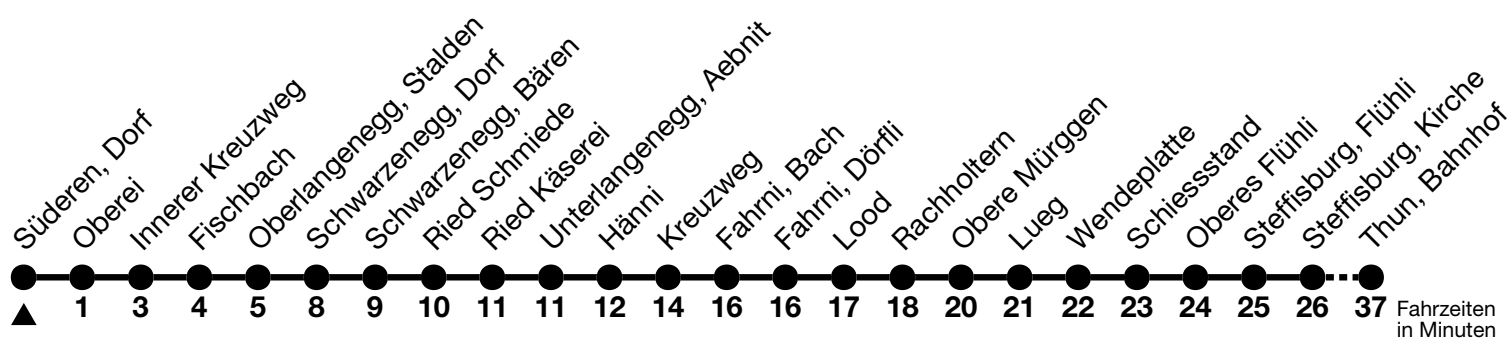 Süderen, Dorf
Oberei
Innerer Kreuzweg
Fischbach
Oberlangenegg, Stalden
Schwarzenegg, Dorf
Schwarzenegg, Bären
Ried Schmiede
Ried Käserei
Unterlangenegg, Aebnit
Hänni
Kreuzweg
Fahrni, Bach
Fahrni, Dörfli
Lood
Rachholtern
Obere Mürggen
Lueg
Wendeplatte
Schiessstand
Oberes Flühli
Steffisburg, Flühli
Steffisburg, Kirche
Thun, Bahnhof
1 3 4 5 8 9 10 11 11 12 14 16 16 17 18 20 21 22 23 24 25 26 37
Fahrzeiten
in Minuten